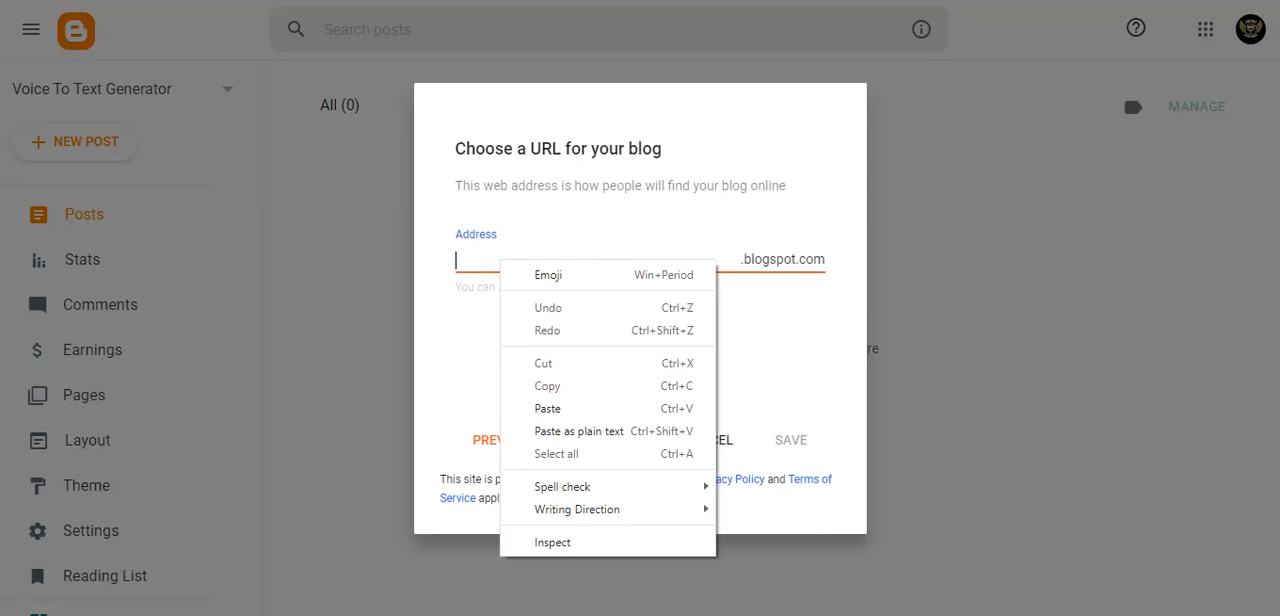 Search posts
Voice To Text Generator
NEW POST
Posts
Stats
Comments
Earnings
Pages
Layout
Theme
Settings
Reading List
All (0)
MANAGE
Choose a URL for your blog
This web address is how people will find your blog online
Address
.blogspot.com
You can
Emoji Win+Period
Undo Ctrl+Z
Redo Ctrl+Shift+Z
Cut Ctrl+X
Copy Ctrl+C
Paste Ctrl+V
Paste as plain text Ctrl+Shift+V
Select all Ctrl+A
Spell check
Writing Direction
Inspect
SAVE
This site is
acy Policy and Terms of
Service